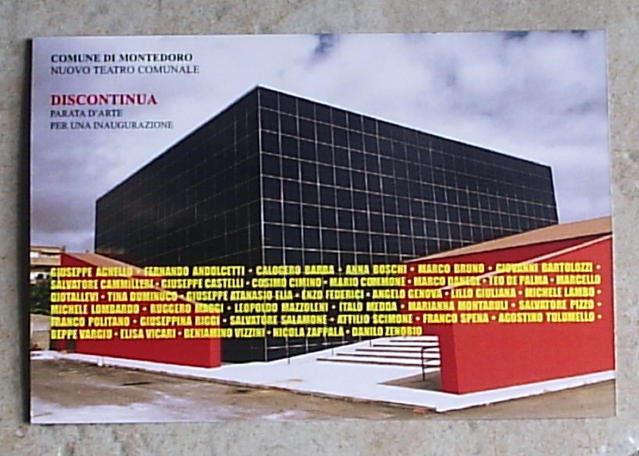 COMUNE DI MONTEDORO
NUOVO TEATRO COMUNALE
DISCONTINUA
PARATA D'ARTE
PER UNA INAUGURAZIONE
GIUSEPPE AGNELLO • FERNANDO ANDOLCETTI • CALOGERO BARBA • ANNA BOSCHI • MARCO BRUNO • GIOVANNI BARTOLOZZI •
SALVATORE CAMMILLERI • GIUSEPPE CASTELLI • COSIMO CIMINO • MARIO COMMONE • MARCO DANESE • TEO DE PALMA • MARCELLO
DIOTALLEVI • TINA DUMINUCO • GIUSEPPE ATANASIO ELIA • ENZO FEDERICI • ANGELO GENOVA • LILLO GIULIANA • MICHELE LAMBO •
MICHELE LOMBARDO • RUGGERO MAGGI • LEOPOLDO MAZZOLENI • ITALO MEDDA • MARIANNA MONTARULI • SALVATORE PIZZO •
FRANCO POLITANO • GIUSEPPINA RIGGI • SALVATORE SALAMONE • ATTILIO SCIMONE • FRANCO SPENA • AGOSTINO TULUMELLO •
BEPPE VARGIU • ELISA VICARI • BENIAMINO VIZZINI • NICOLA ZAPPALÀ • DANILO ZENOBIO